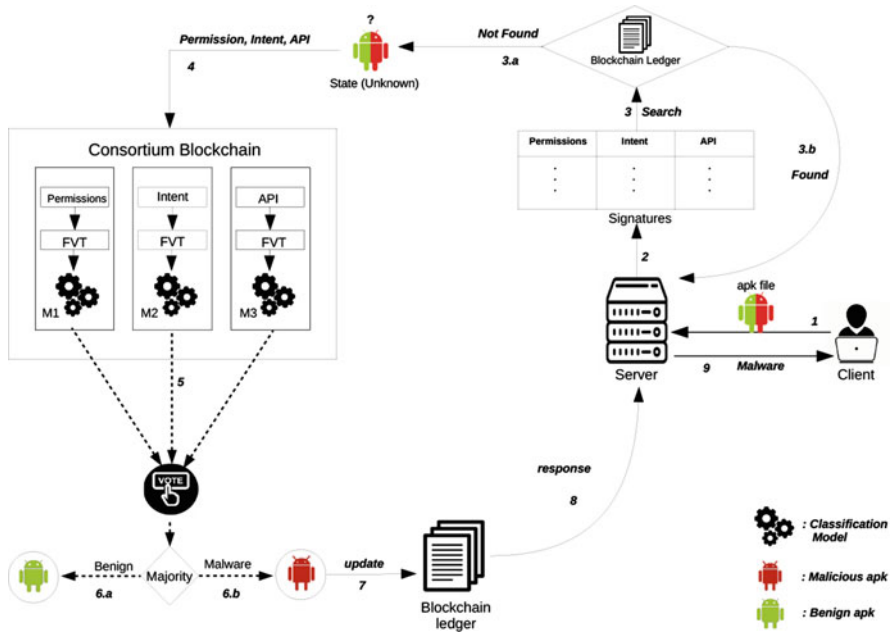 ?
Permission, Intent, API
4
State (Unknown)
Not Found
3.a
Blockchain Ledger
3 Search
Permissions Intent API
Signatures
3.b
Found
2
Consortium Blockchain
Permissions Intent API
FVT FVT FVT
M1 M2 M3
apk file
1
Server
9 Malware
Client
5
VOTE
response
8
Benign
6.a
Majority
Malware
6.b
update
7
Blockchain
ledger
: Classification
Model
: Malicious apk
: Benign apk